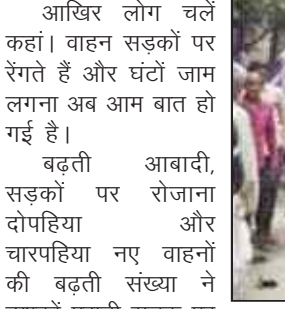 आखिर लोग चलें
कहां। वाहन सड़कों पर
रेंगते हैं और घंटों जाम
लगना अब आम बात हो
गई है।
बढ़ती आबादी,
सड़कों पर रोजाना
दोपहिया और
चारपहिया नए वाहनों
की बढ़ती संख्या ने